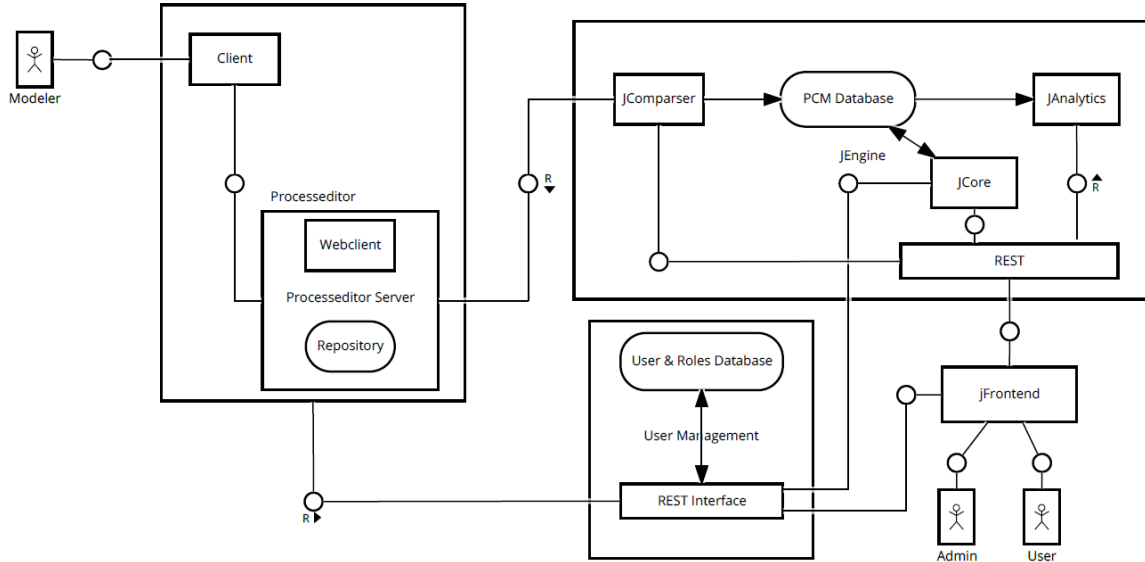 Modeler
Client
Processeditor
Webclient
Processeditor Server
Repository
R
JComparser
PCM Database
JAnalytics
JEngine
JCore
R
REST
User & Roles Database
User Management
REST Interface
R
jFrontend
Admin
User